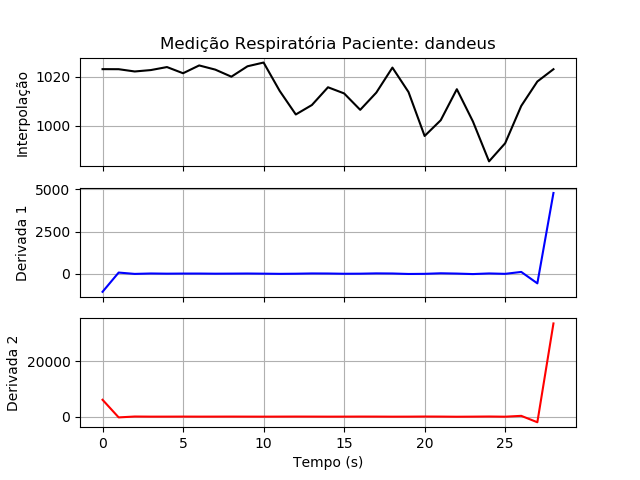 Medição Respiratória Paciente: dandeus
Interpolação
1020
1000
Derivada 1
5000
2500
0
Derivada 2
20000
0
0 5 10 15 20 25
Tempo (s)